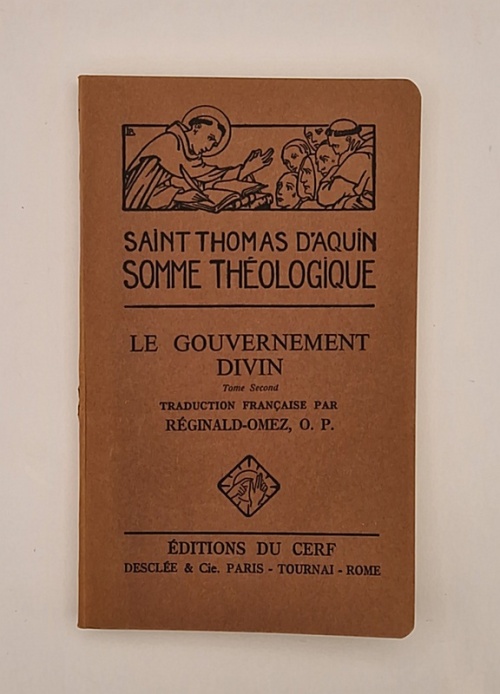 SAINT THOMAS D'AQUIN
SOMME THÉOLOGIQUE
LE GOUVERNEMENT
DIVIN
Tome Second
TRADUCTION FRANÇAISE PAR
RÉGINALD-OMEZ, O. P.
ÉDITIONS DU CERF
DESCLÉE & Cie. PARIS - TOURNAI - ROME